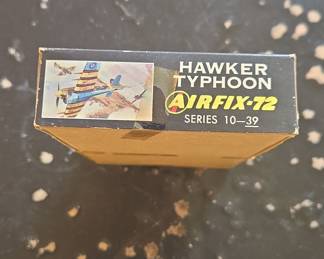 HAWKER
TYPHOON
AIRFIX-72
SERIES 10—39